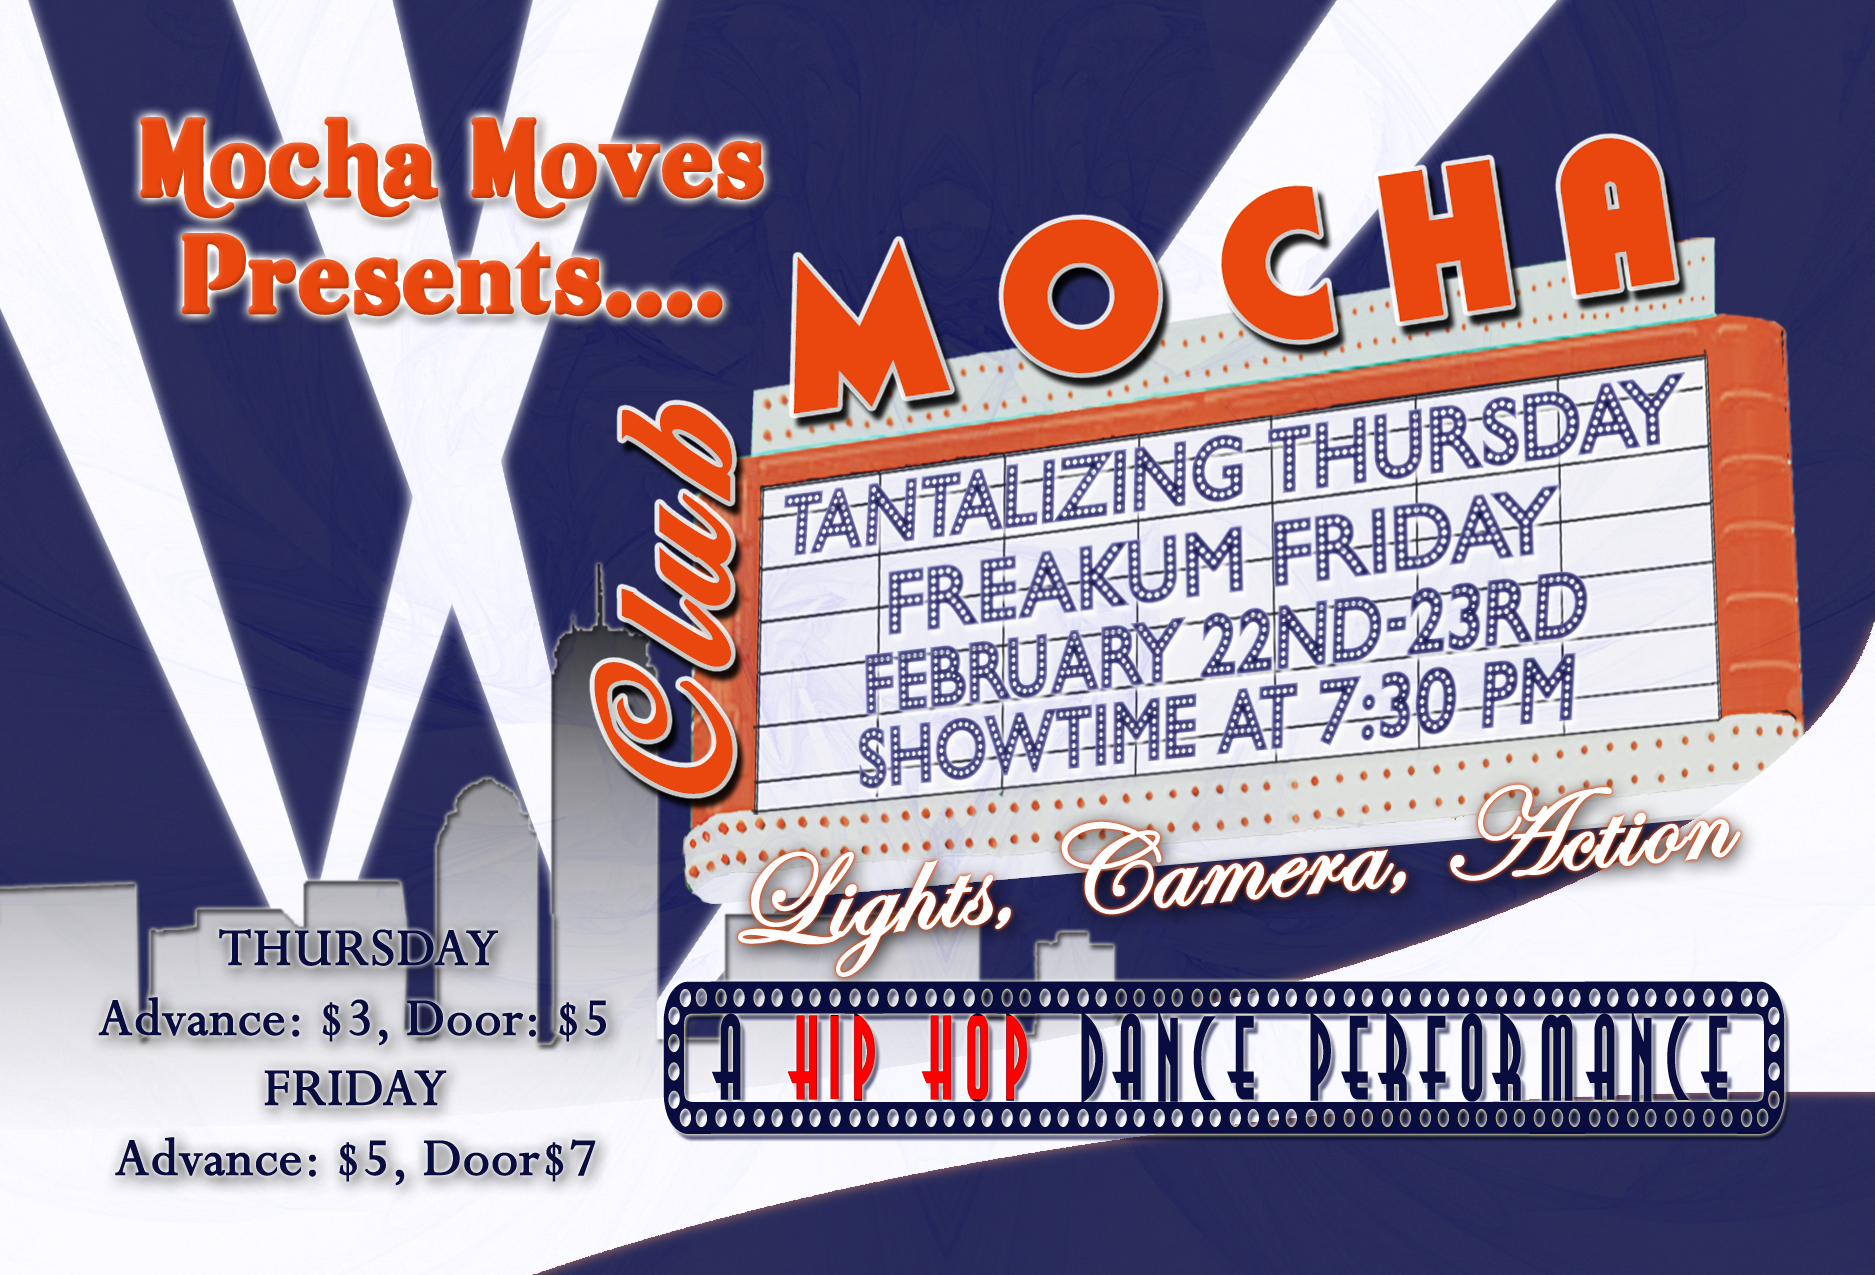 Mocha Moves
Presents....
Club
MOCHA
TANTALIZING THURSDAY
FREAKUM FRIDAY
FEBRUARY 22ND-23RD
SHOWTIME AT 7:30 PM
Lights, Camera, Action
A HIP HOP DANCE PERFORMANCE
THURSDAY
Advance: $3, Door: $5
FRIDAY
Advance: $5, Door$7